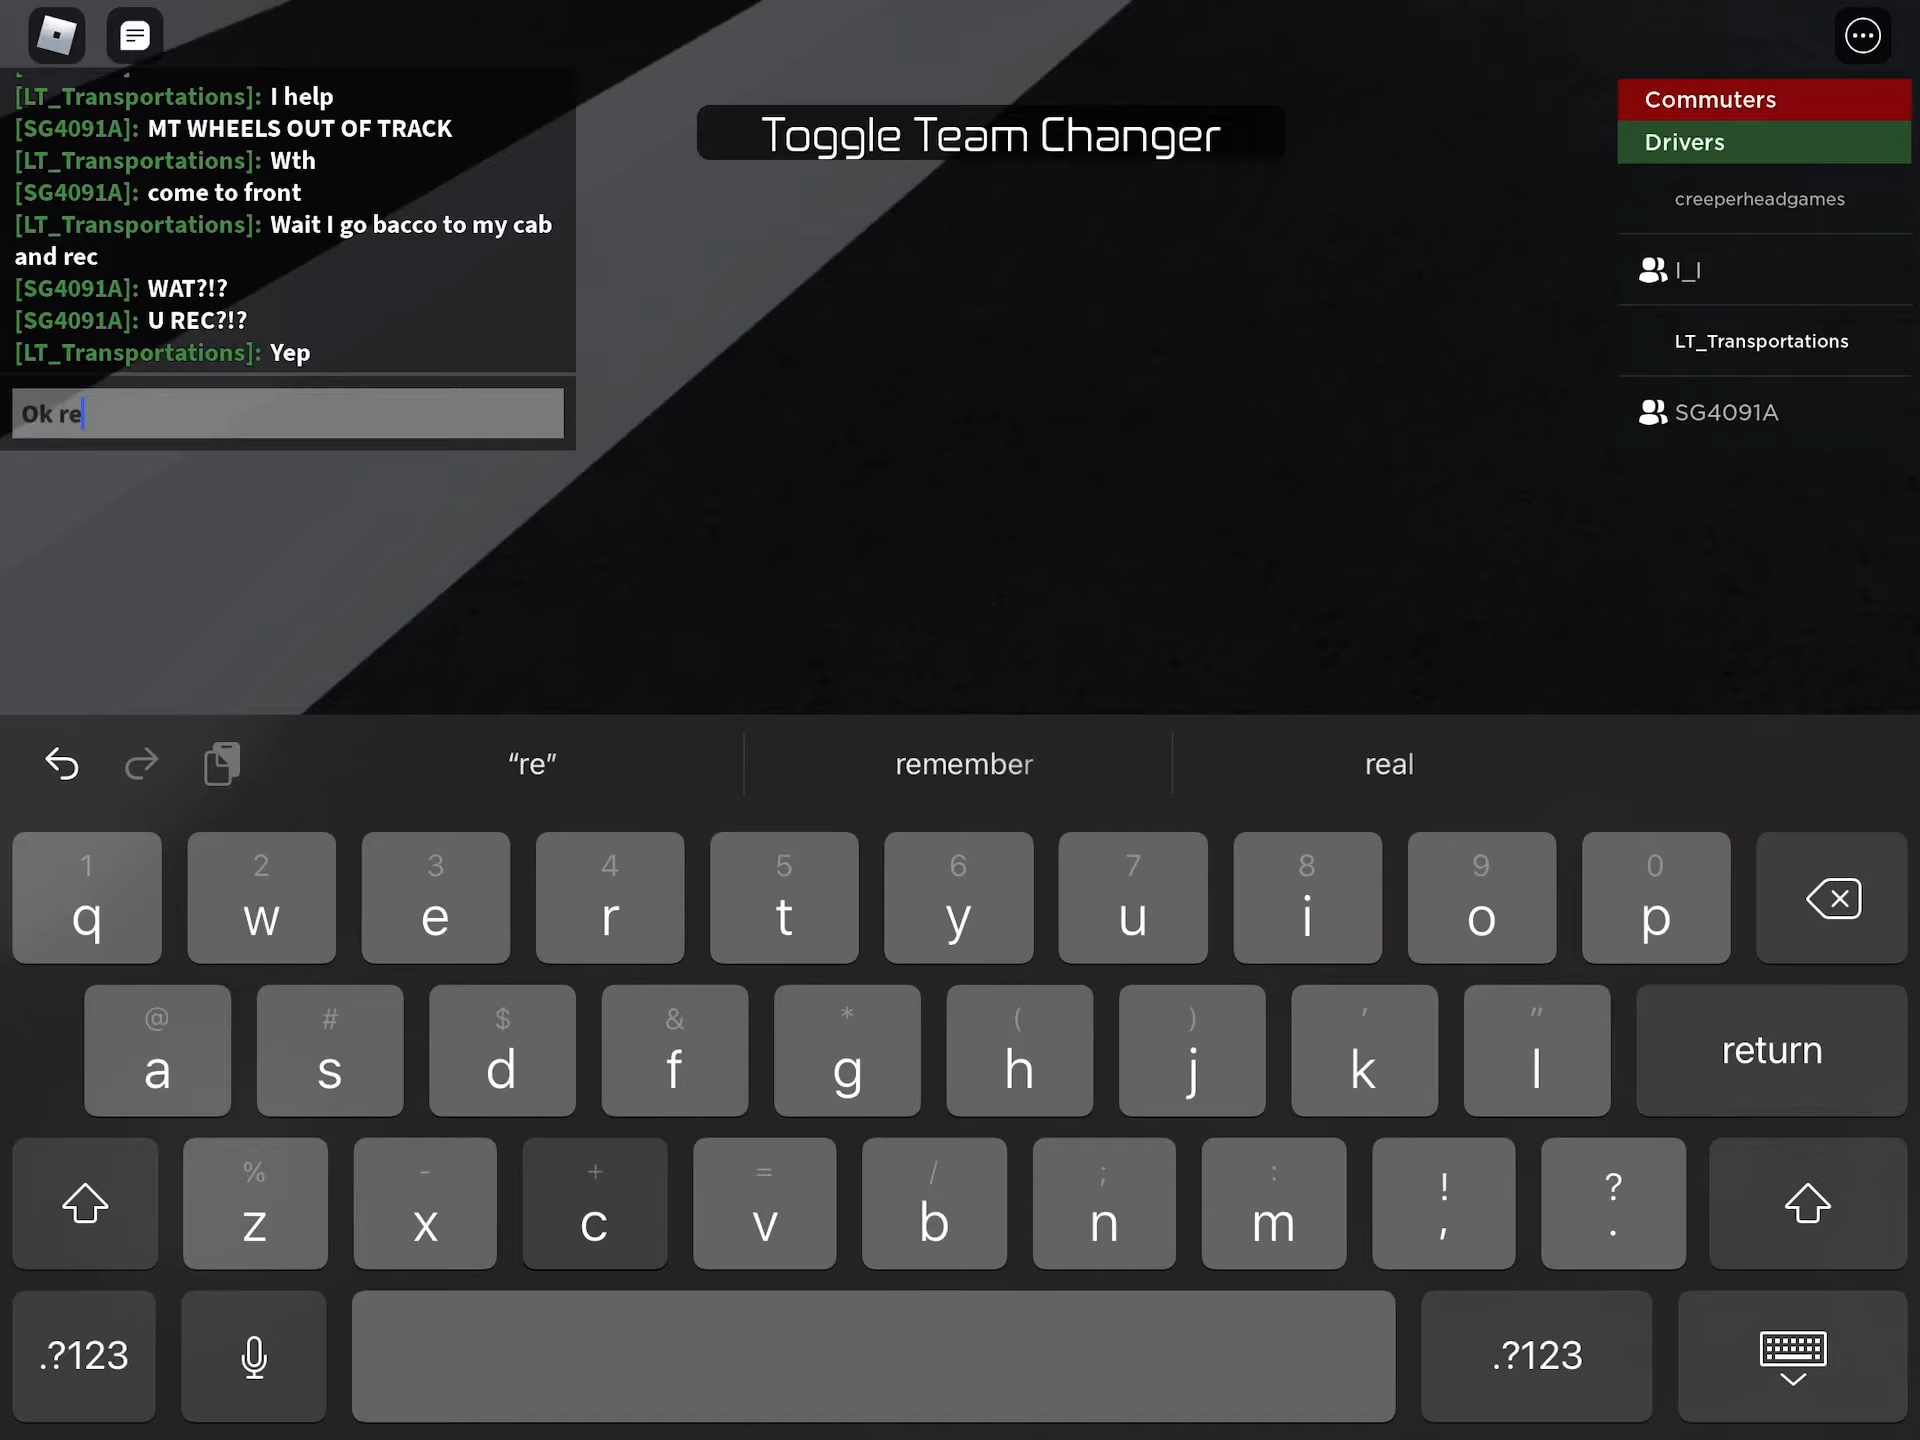 [LT_Transportations]: I help
[SG4091A]: MT WHEELS OUT OF TRACK
[LT_Transportations]: Wth
[SG4091A]: come to front
[LT_Transportations]: Wait I go bacco to my cab
and rec
[SG4091A]: WAT?!?
[SG4091A]: U REC?!?
[LT_Transportations]: Yep
Ok re
Toggle Team Changer
Commuters
Drivers
creeperheadgames
I_I
LT_Transportations
SG4091A
“re” remember real
1 2 3 4 5 6 7 8 9 0
q w e r t y u i o p
@ # $ & * ( ) ' "
a s d f g h j k l return
% - + = / ; : ! ?
z x c v b n m , .
.?123 .?123